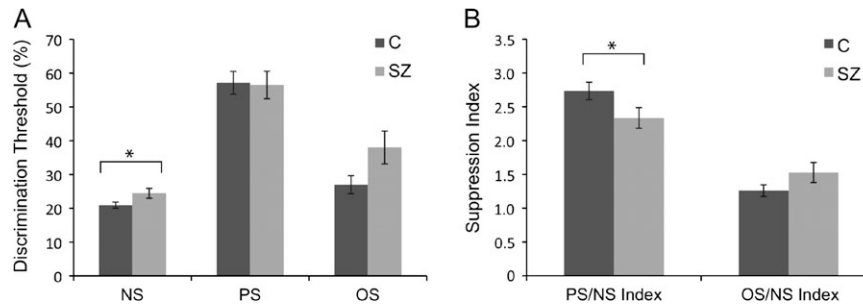 A
Discrimination Threshold (%)
70
60
50
40
30
20
10
0
*
C
SZ
NS PS OS
B
Suppression Index
3.5
3.0
2.5
2.0
1.5
1.0
0.5
0
*
C
SZ
PS/NS Index OS/NS Index